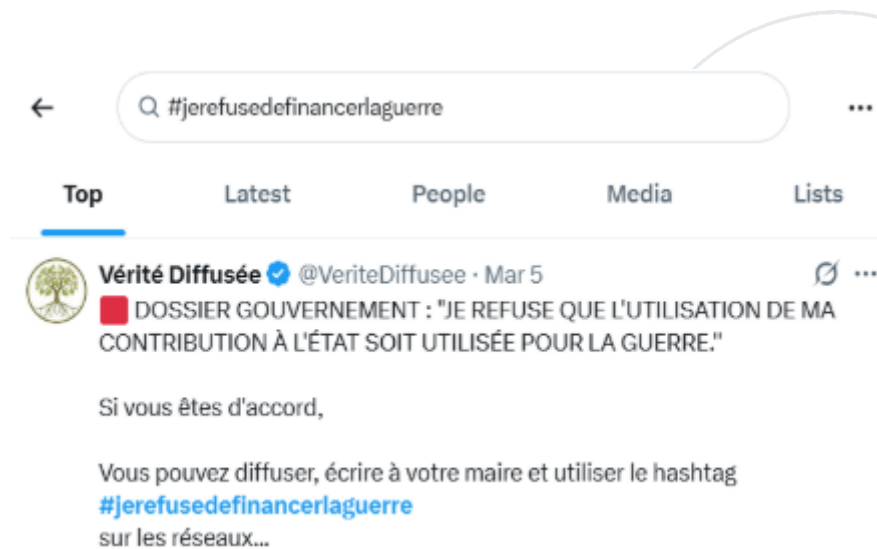 #jerefusedefinancerlaguerre
Top Latest People Media Lists
Vérité Diffusée @VeriteDiffusee · Mar 5
DOSSIER GOUVERNEMENT : "JE REFUSE QUE L'UTILISATION DE MA
CONTRIBUTION À L'ÉTAT SOIT UTILISÉE POUR LA GUERRE."
Si vous êtes d'accord,
Vous pouvez diffuser, écrire à votre maire et utiliser le hashtag
#jerefusedefinancerlaguerre
sur les réseaux...